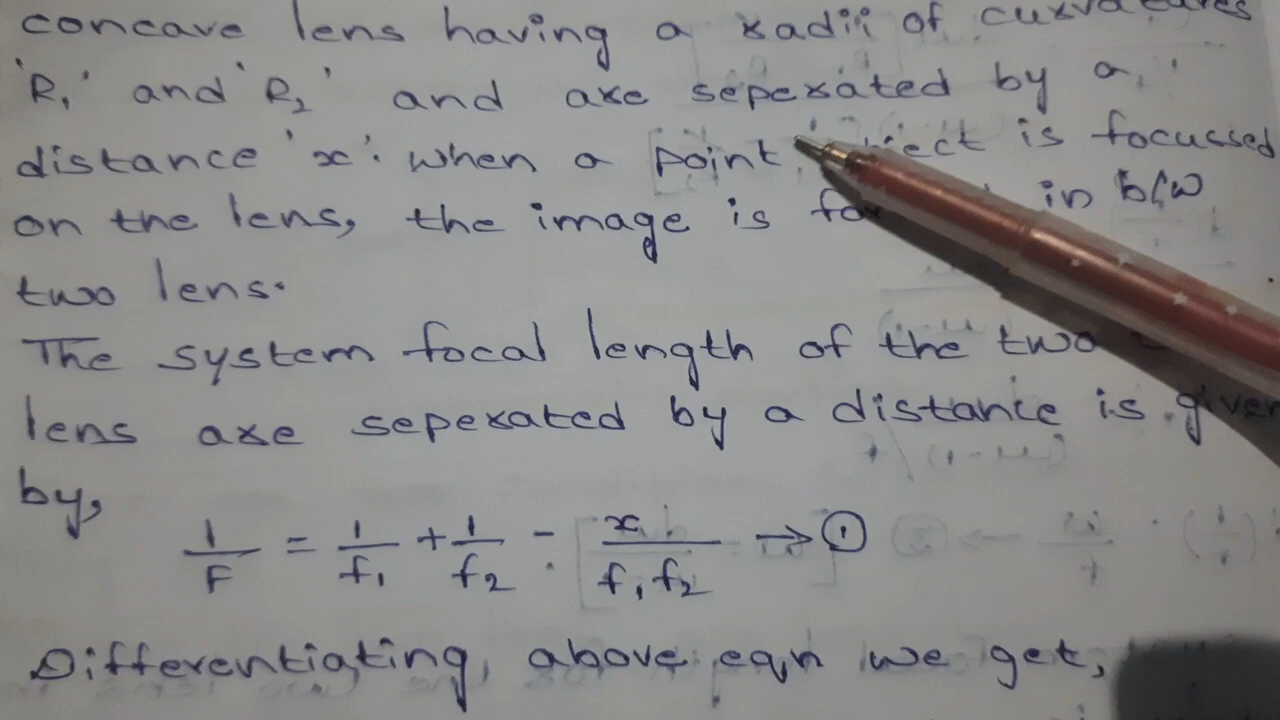 concave lens having a radii of curvatures
'R₁' and 'R₂' and are seperated by a
distance 'x'. when a point is focussed
on the lens, the image is in b/w
two lens.
The system focal length of the two
lens are seperated by a distance is given
by,
1/F = 1/f₁ + 1/f₂ - x/f₁f₂ → ①
Differentiating, above eqn we get,